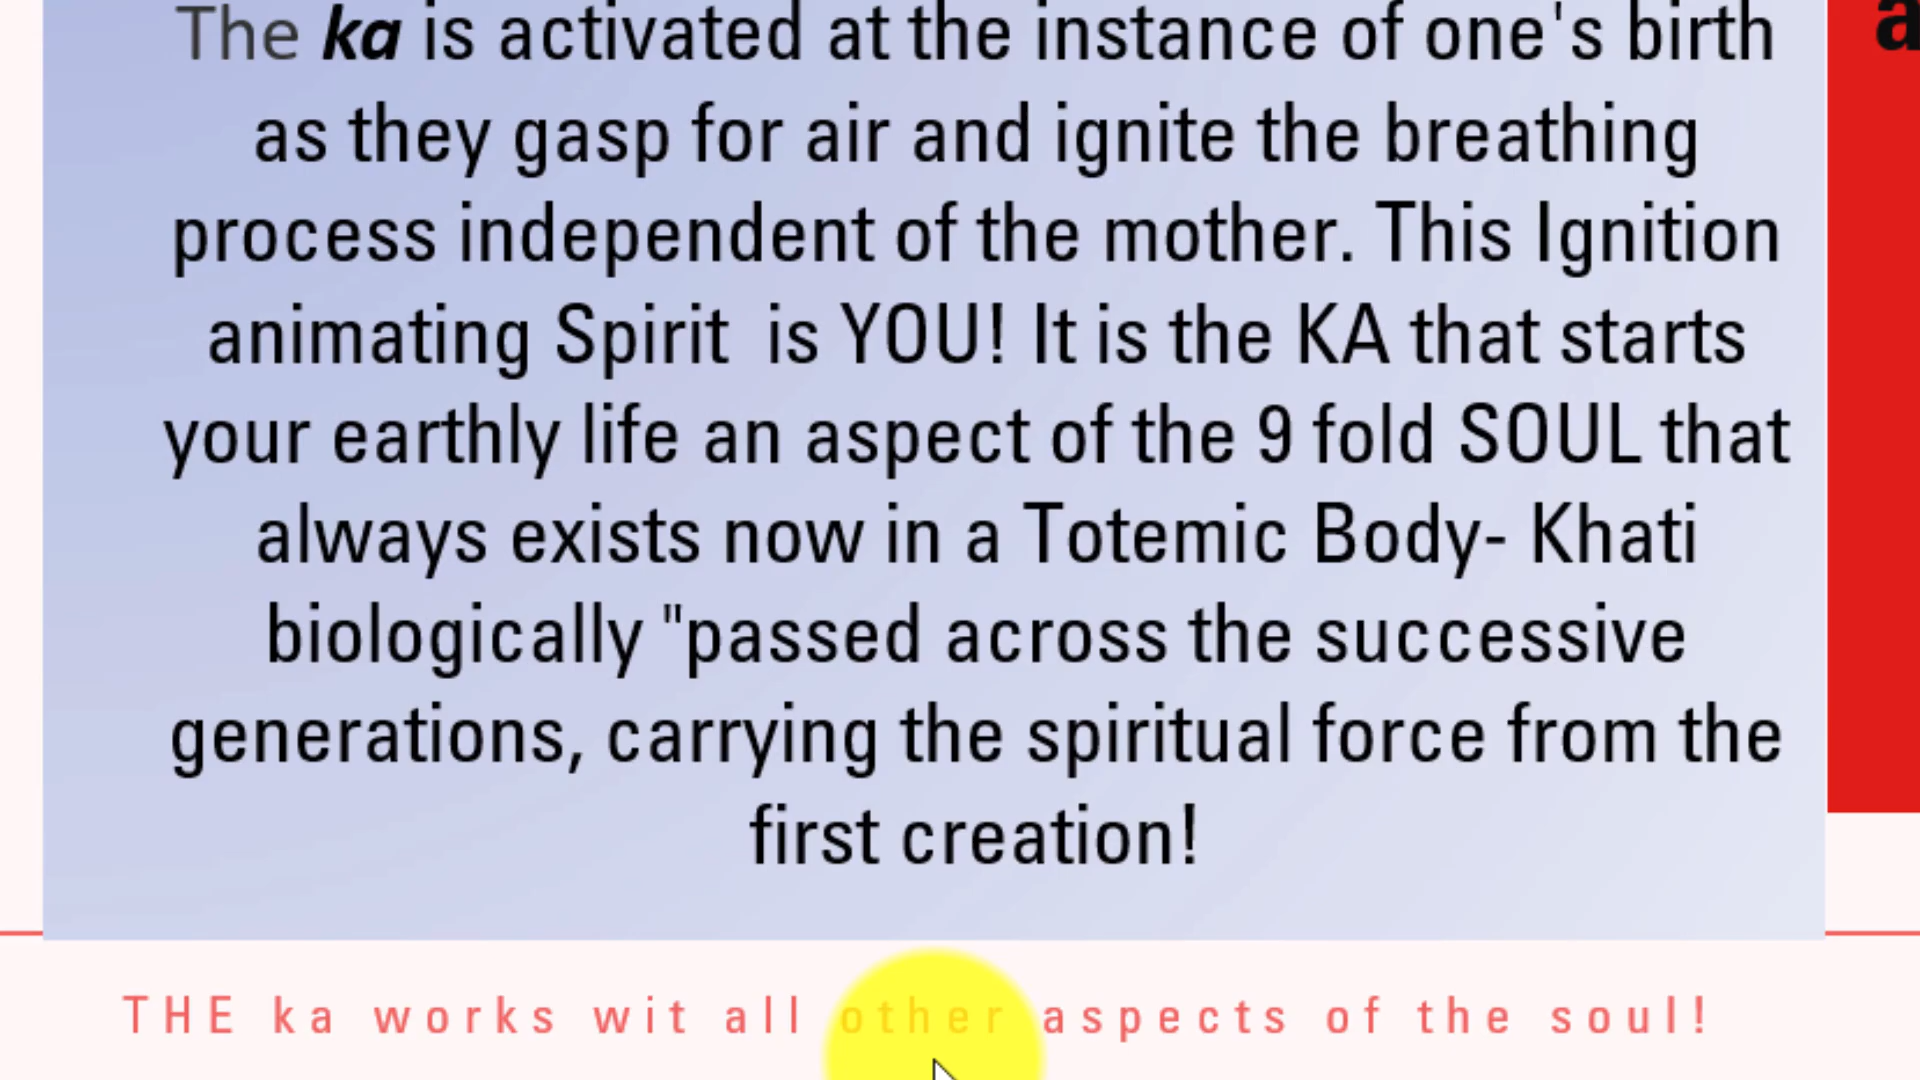 The ka is activated at the instance of one's birth
as they gasp for air and ignite the breathing
process independent of the mother. This Ignition
animating Spirit  is YOU! It is the KA that starts
your earthly life an aspect of the 9 fold SOUL that
always exists now in a Totemic Body- Khati
biologically "passed across the successive
generations, carrying the spiritual force from the
first creation!
THE ka works wit all other aspects of the soul!